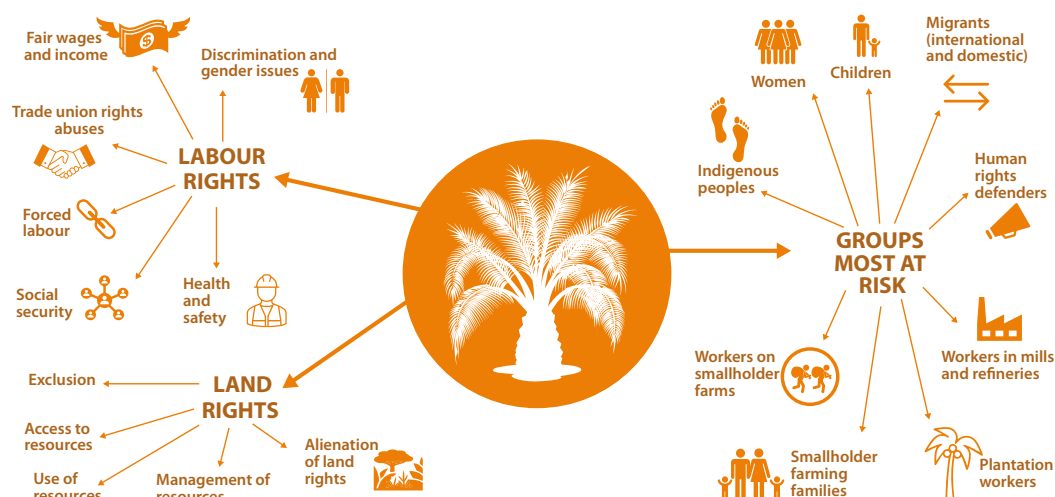 Fair wages
and income
Discrimination and
gender issues
Trade union rights
abuses
LABOUR
RIGHTS
Forced
labour
Social
security
Health
and
safety
Exclusion
LAND
RIGHTS
Access to
resources
Use of
resources
Management of
resources
Alienation
of land
rights
Women
Children
Migrants
(international
and domestic)
Indigenous
peoples
Human
rights
defenders
GROUPS
MOST AT
RISK
Workers on
smallholder
farms
Workers in mills
and refineries
Smallholder
farming
families
Plantation
workers